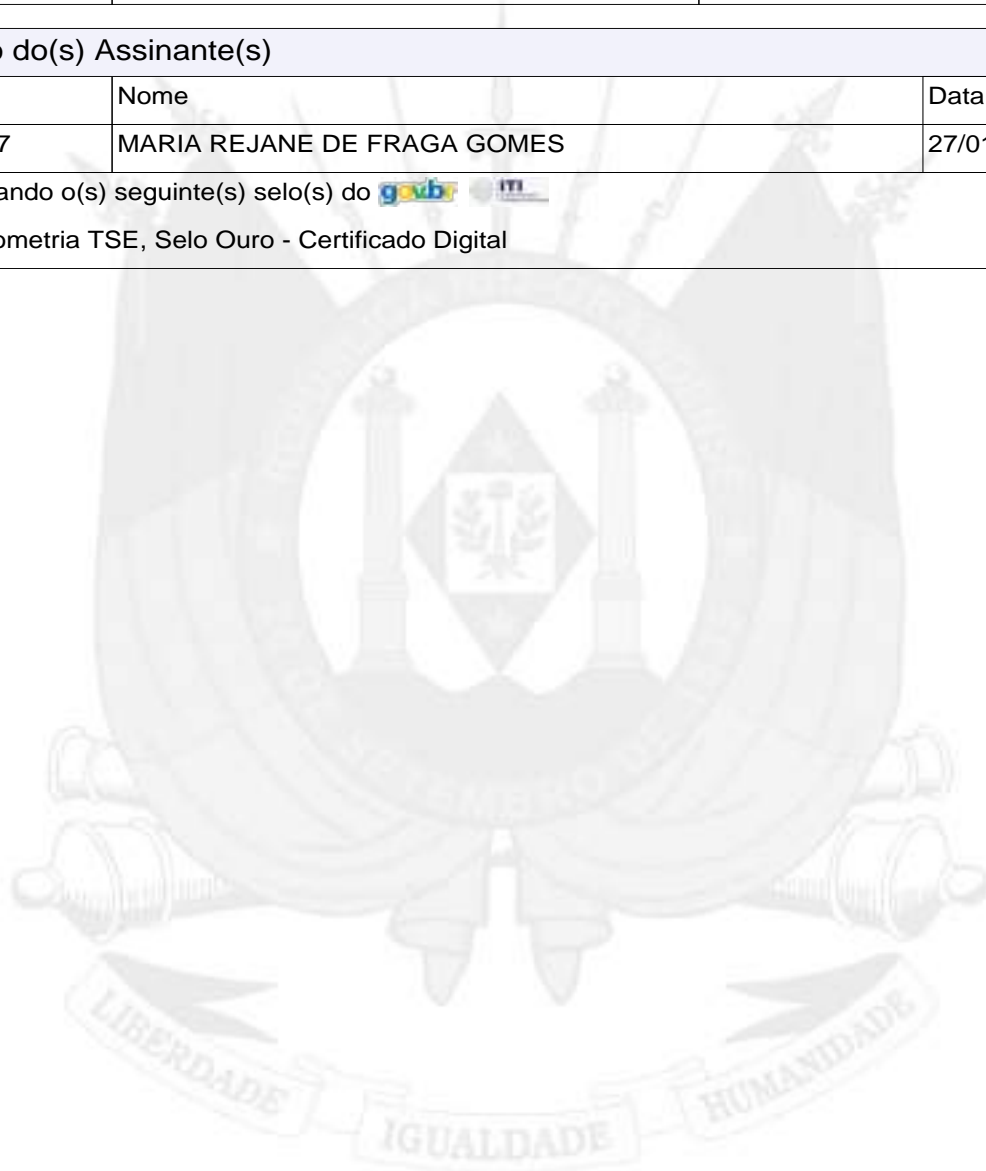 o do(s) Assinante(s)
Nome Data
7 MARIA REJANE DE FRAGA GOMES 27/01
ando o(s) seguinte(s) selo(s) do gov.br ITI
ometria TSE, Selo Ouro - Certificado Digital
LIBERDADE IGUALDADE HUMANIDADE